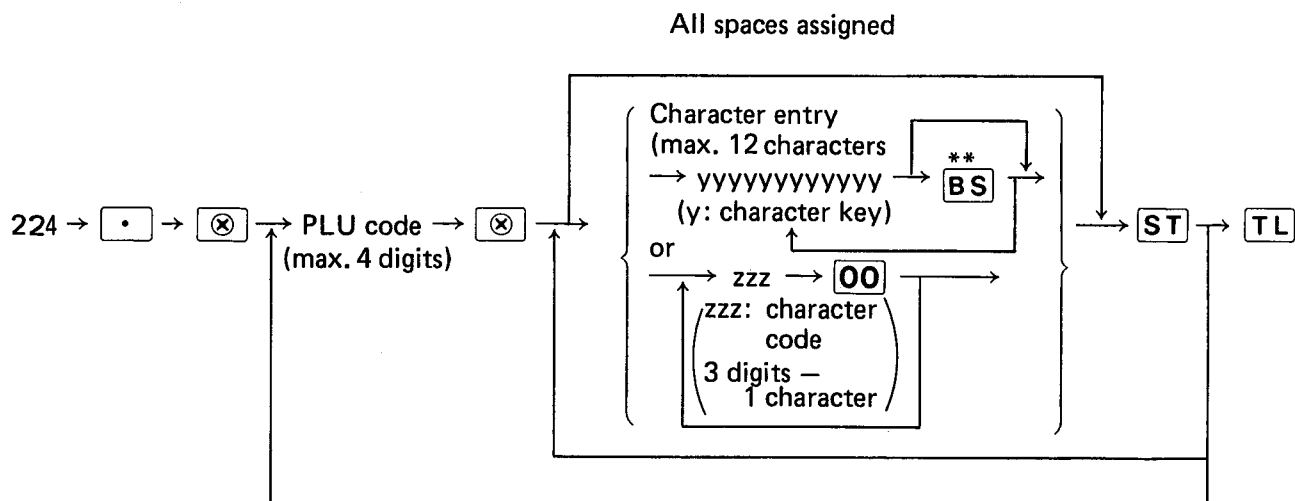 All spaces assigned
Character entry
(max. 12 characters
yyyyyyyyyyyy
**
BS
(y: character key)
224 → • → ⊗ → PLU code → ⊗
(max. 4 digits)
ST → TL
or
zzz → 00
(zzz: character
code
3 digits —
1 character)